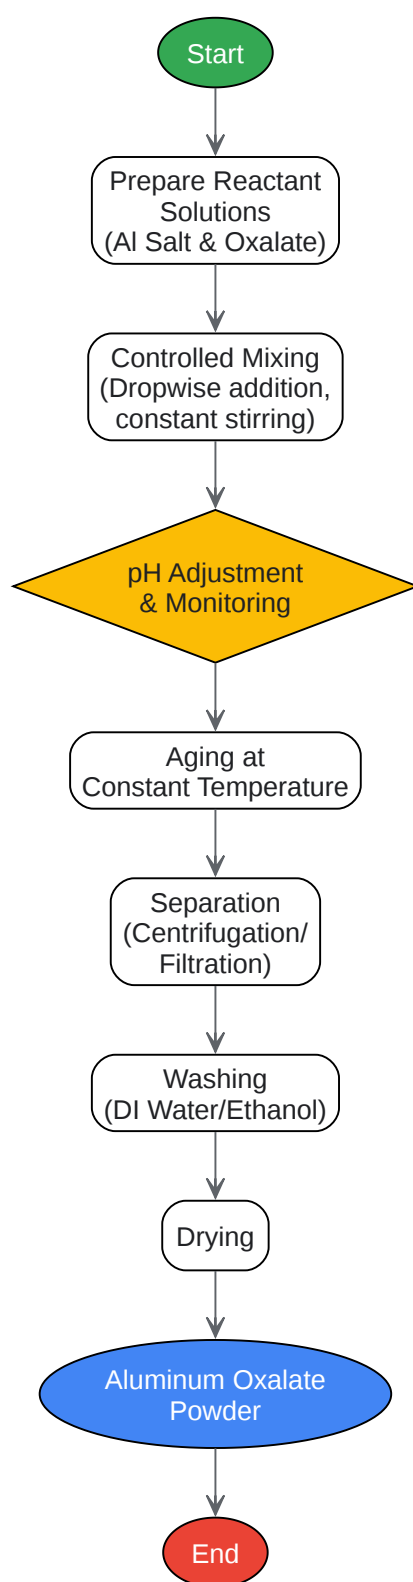 Start
Prepare Reactant
Solutions
(Al Salt & Oxalate)
Controlled Mixing
(Dropwise addition,
constant stirring)
pH Adjustment
& Monitoring
Aging at
Constant Temperature
Separation
(Centrifugation/
Filtration)
Washing
(DI Water/Ethanol)
Drying
Aluminum Oxalate
Powder
End